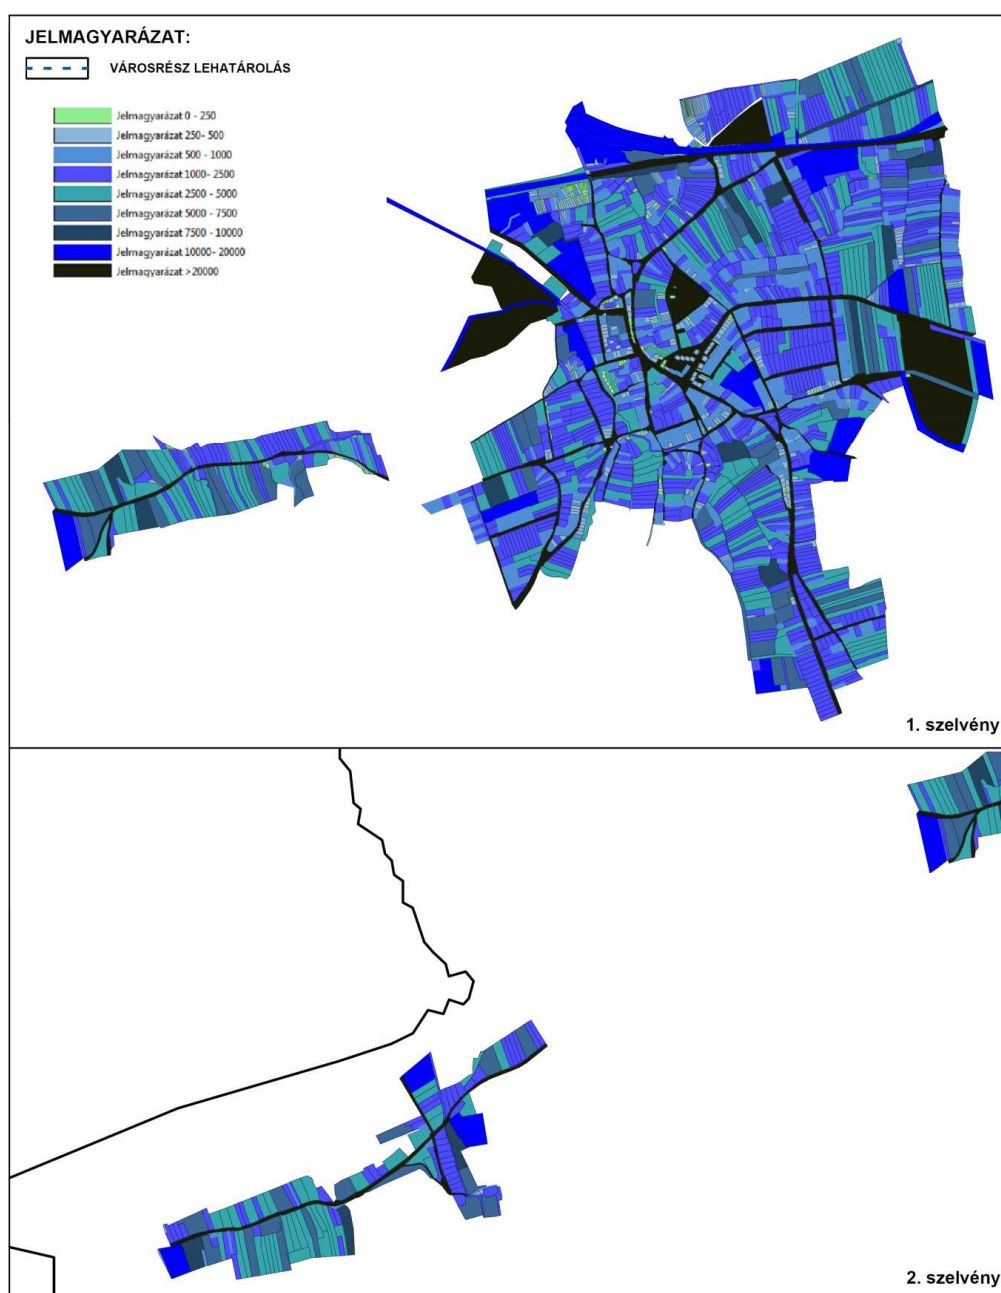 JELMAGYARÁZAT:
VÁROSRÉSZ LEHATÁROLÁS
Jelmagyarázat 0 - 250
Jelmagyarázat 250- 500
Jelmagyarázat 500 - 1000
Jelmagyarázat 1000- 2500
Jelmagyarázat 2500 - 5000
Jelmagyarázat 5000 - 7500
Jelmagyarázat 7500 - 10000
Jelmagyarázat 10000- 20000
Jelmagyarázat >20000
1. szelvény
2. szelvény